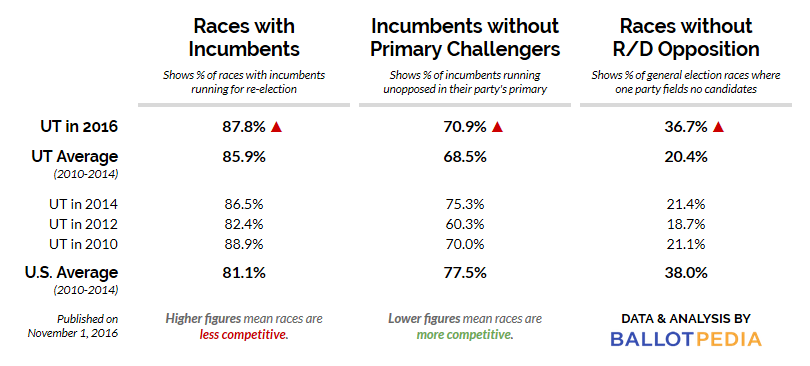 Races with Incumbents
Incumbents without Primary Challengers
Races without R/D Opposition
Shows % of races with incumbents running for re-election
Shows % of incumbents running unopposed in their party's primary
Shows % of general election races where one party fields no candidates
UT in 2016 87.8% ▲ 70.9% ▲ 36.7% ▲
UT Average 85.9% 68.5% 20.4%
(2010-2014)
UT in 2014 86.5% 75.3% 21.4%
UT in 2012 82.4% 60.3% 18.7%
UT in 2010 88.9% 70.0% 21.1%
U.S. Average 81.1% 77.5% 38.0%
(2010-2014)
Published on
November 1, 2016
Higher figures mean races are
less competitive.
Lower figures mean races are
more competitive.
DATA & ANALYSIS BY
BALLOTPEDIA